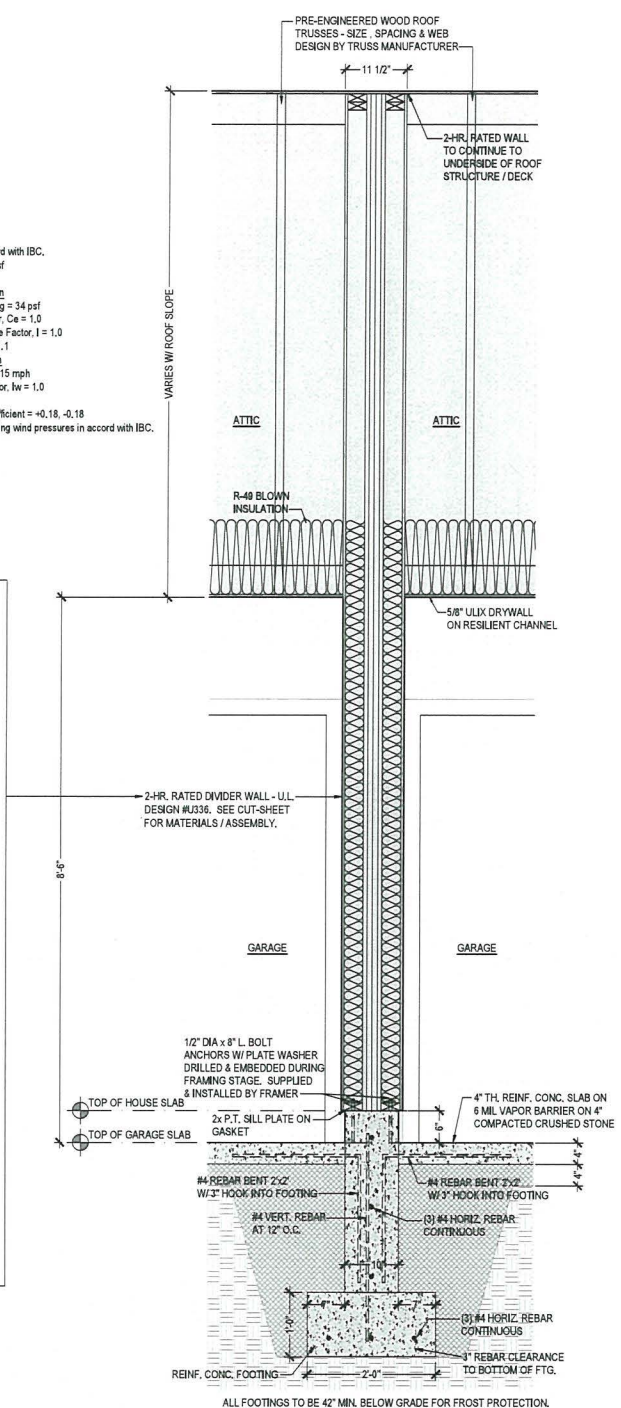 PRE-ENGINEERED WOOD ROOF
TRUSSES - SIZE , SPACING & WEB
DESIGN BY TRUSS MANUFACTURER
11 1/2"
2-HR. RATED WALL
TO CONTINUE TO
UNDERSIDE OF ROOF
STRUCTURE / DECK
d with IBC.
sf
n
g = 34 psf
r, Ce = 1.0
e Factor, I = 1.0
.1
15 mph
or, Iw = 1.0
fficient = +0.18, -0.18
ng wind pressures in accord with IBC.
VARIES W/ ROOF SLOPE
ATTIC
ATTIC
R-49 BLOWN
INSULATION
5/8" ULIX DRYWALL
ON RESILIENT CHANNEL
2-HR. RATED DIVIDER WALL - U.L.
DESIGN #U336. SEE CUT-SHEET
FOR MATERIALS / ASSEMBLY.
8'-6"
GARAGE
GARAGE
1/2" DIA x 8" L. BOLT
ANCHORS W/ PLATE WASHER
DRILLED & EMBEDDED DURING
FRAMING STAGE. SUPPLIED
& INSTALLED BY FRAMER
TOP OF HOUSE SLAB
2x P.T. SILL PLATE ON
GASKET
6"
4" TH. REINF. CONC. SLAB ON
6 MIL VAPOR BARRIER ON 4"
COMPACTED CRUSHED STONE
TOP OF GARAGE SLAB
4"
4"
#4 REBAR BENT 2'x2'
W/ 3" HOOK INTO FOOTING
#4 REBAR BENT 2'x2'
W/ 3" HOOK INTO FOOTING
#4 VERT. REBAR
AT 12" O.C.
(3) #4 HORIZ. REBAR
CONTINUOUS
10"
7"
7"
1'-0"
(3) #4 HORIZ. REBAR
CONTINUOUS
3" REBAR CLEARANCE
TO BOTTOM OF FTG.
REINF. CONC. FOOTING
2'-0"
ALL FOOTINGS TO BE 42" MIN. BELOW GRADE FOR FROST PROTECTION.